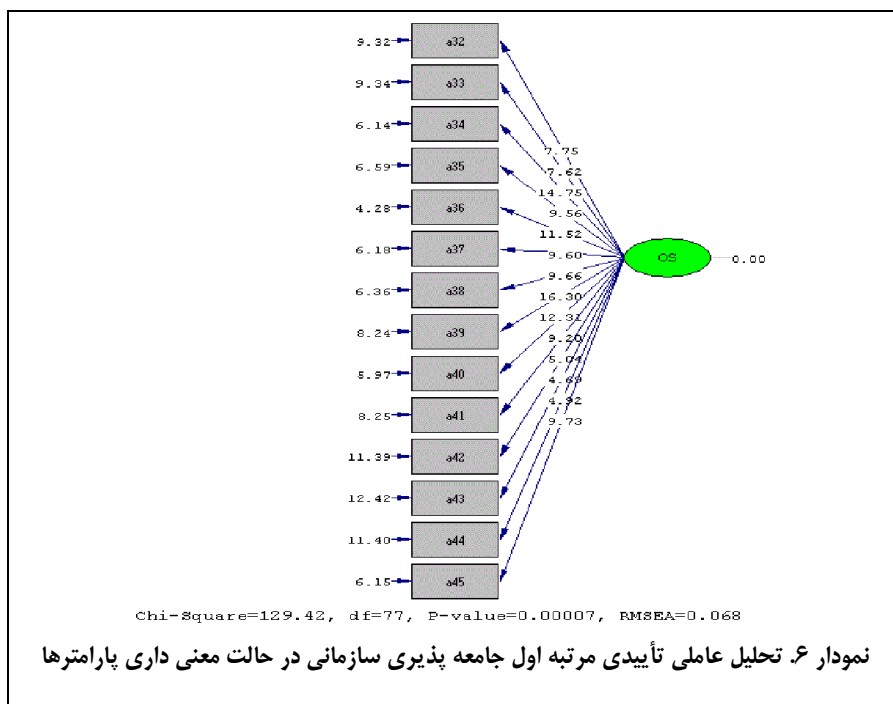 9.32 a32
9.34 a33
6.14 a34
6.59 a35
4.28 a36
6.18 a37
6.36 a38
8.24 a39
5.97 a40
8.25 a41
11.39 a42
12.42 a43
11.40 a44
6.15 a45
7.75
7.62
14.75
9.56
11.52
9.60
9.66
16.30
12.31
9.20
5.04
4.69
4.92
9.73
OS 0.00
Chi-Square=129.42, df=77, P-value=0.00007, RMSEA=0.068
نمودار ۶. تحلیل عاملی تأییدی مرتبه اول جامعه پذیری سازمانی در حالت معنی داری پارامترها